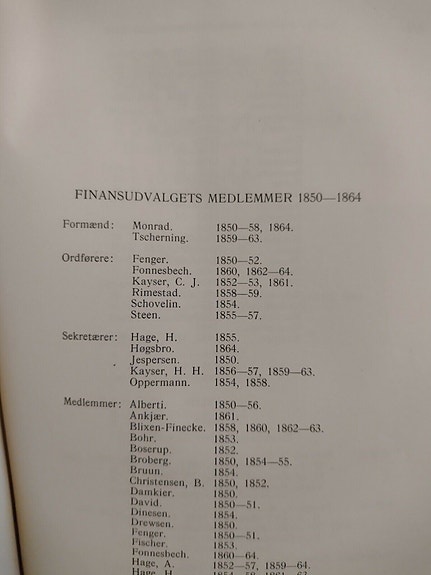 FINANSUDVALGETS MEDLEMMER 1850—1864
Formænd: Monrad. 1850—58, 1864.
Tscherning. 1859—63.
Ordførere: Fenger. 1850—52.
Fonnesbech. 1860, 1862—64.
Kayser, C. J. 1852—53, 1861.
Rimestad. 1858—59.
Schovelin. 1854.
Steen. 1855—57.
Sekretærer: Hage, H. 1855.
Høgsbro. 1864.
Jespersen. 1850.
Kayser, H. H. 1856—57, 1859—63.
Oppermann. 1854, 1858.
Medlemmer: Alberti. 1850—56.
Ankjær. 1861.
Blixen-Finecke. 1858, 1860, 1862—63.
Bohr. 1853.
Boserup. 1852.
Broberg. 1850, 1854—55.
Bruun. 1854.
Christensen, B. 1850, 1852.
Damkier. 1850.
David. 1850—51.
Dinesen. 1854.
Drewsen. 1850.
Fenger. 1850—51.
Fischer. 1853.
Fonnesbech. 1860—64.
Hage, A. 1852—57, 1859—64.
Hage, H.